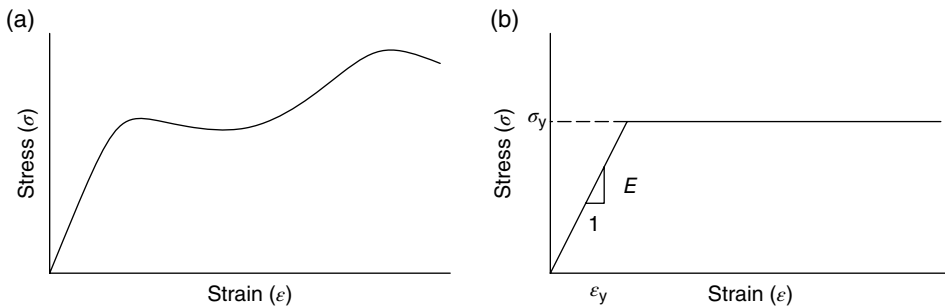 (a)
Stress (σ)
Strain (ε)
(b)
Stress (σ)
σy
E
1
εy
Strain (ε)